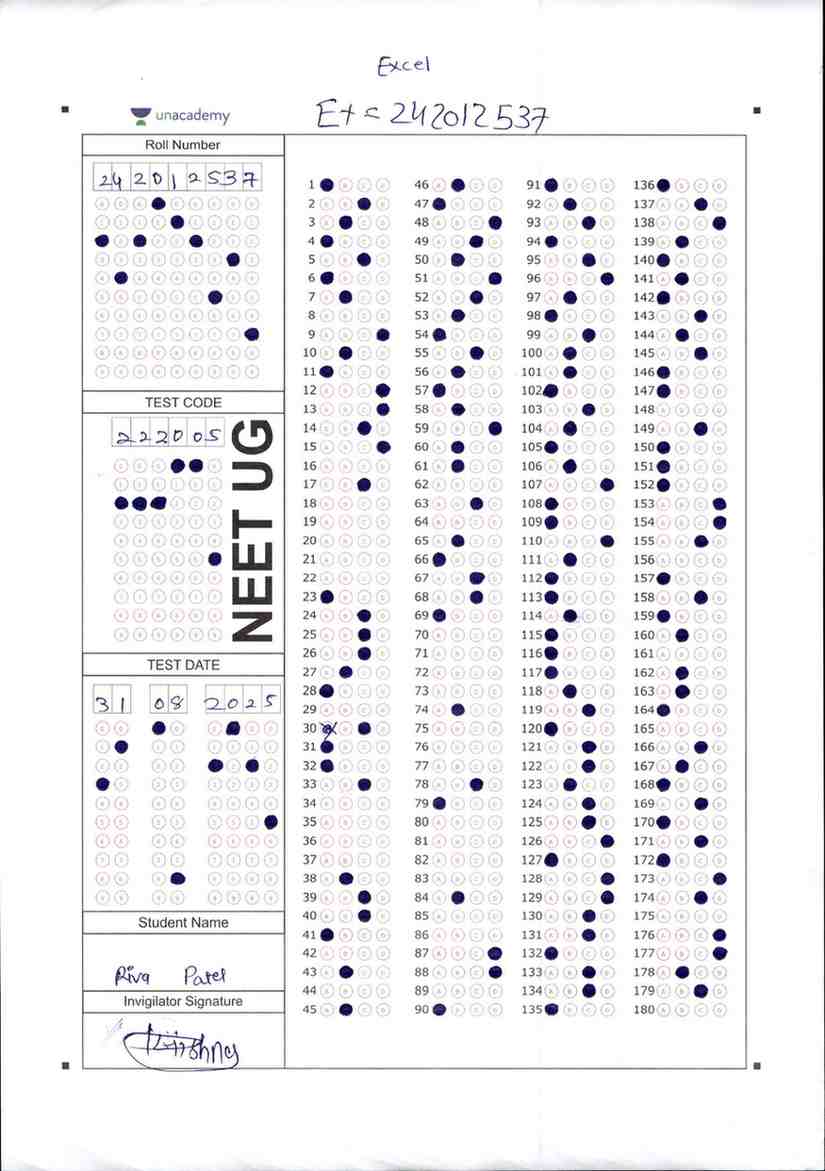 Excel
unacademy
Et = 242012537
Roll Number
242012537
TEST CODE
222005
NEET UG
TEST DATE
31 08 2025
Student Name
Riva Patel
Invigilator Signature
1 46 91 136
2 47 92 137
3 48 93 138
4 49 94 139
5 50 95 140
6 51 96 141
7 52 97 142
8 53 98 143
9 54 99 144
10 55 100 145
11 56 101 146
12 57 102 147
13 58 103 148
14 59 104 149
15 60 105 150
16 61 106 151
17 62 107 152
18 63 108 153
19 64 109 154
20 65 110 155
21 66 111 156
22 67 112 157
23 68 113 158
24 69 114 159
25 70 115 160
26 71 116 161
27 72 117 162
28 73 118 163
29 74 119 164
30 75 120 165
31 76 121 166
32 77 122 167
33 78 123 168
34 79 124 169
35 80 125 170
36 81 126 171
37 82 127 172
38 83 128 173
39 84 129 174
40 85 130 175
41 86 131 176
42 87 132 177
43 88 133 178
44 89 134 179
45 90 135 180